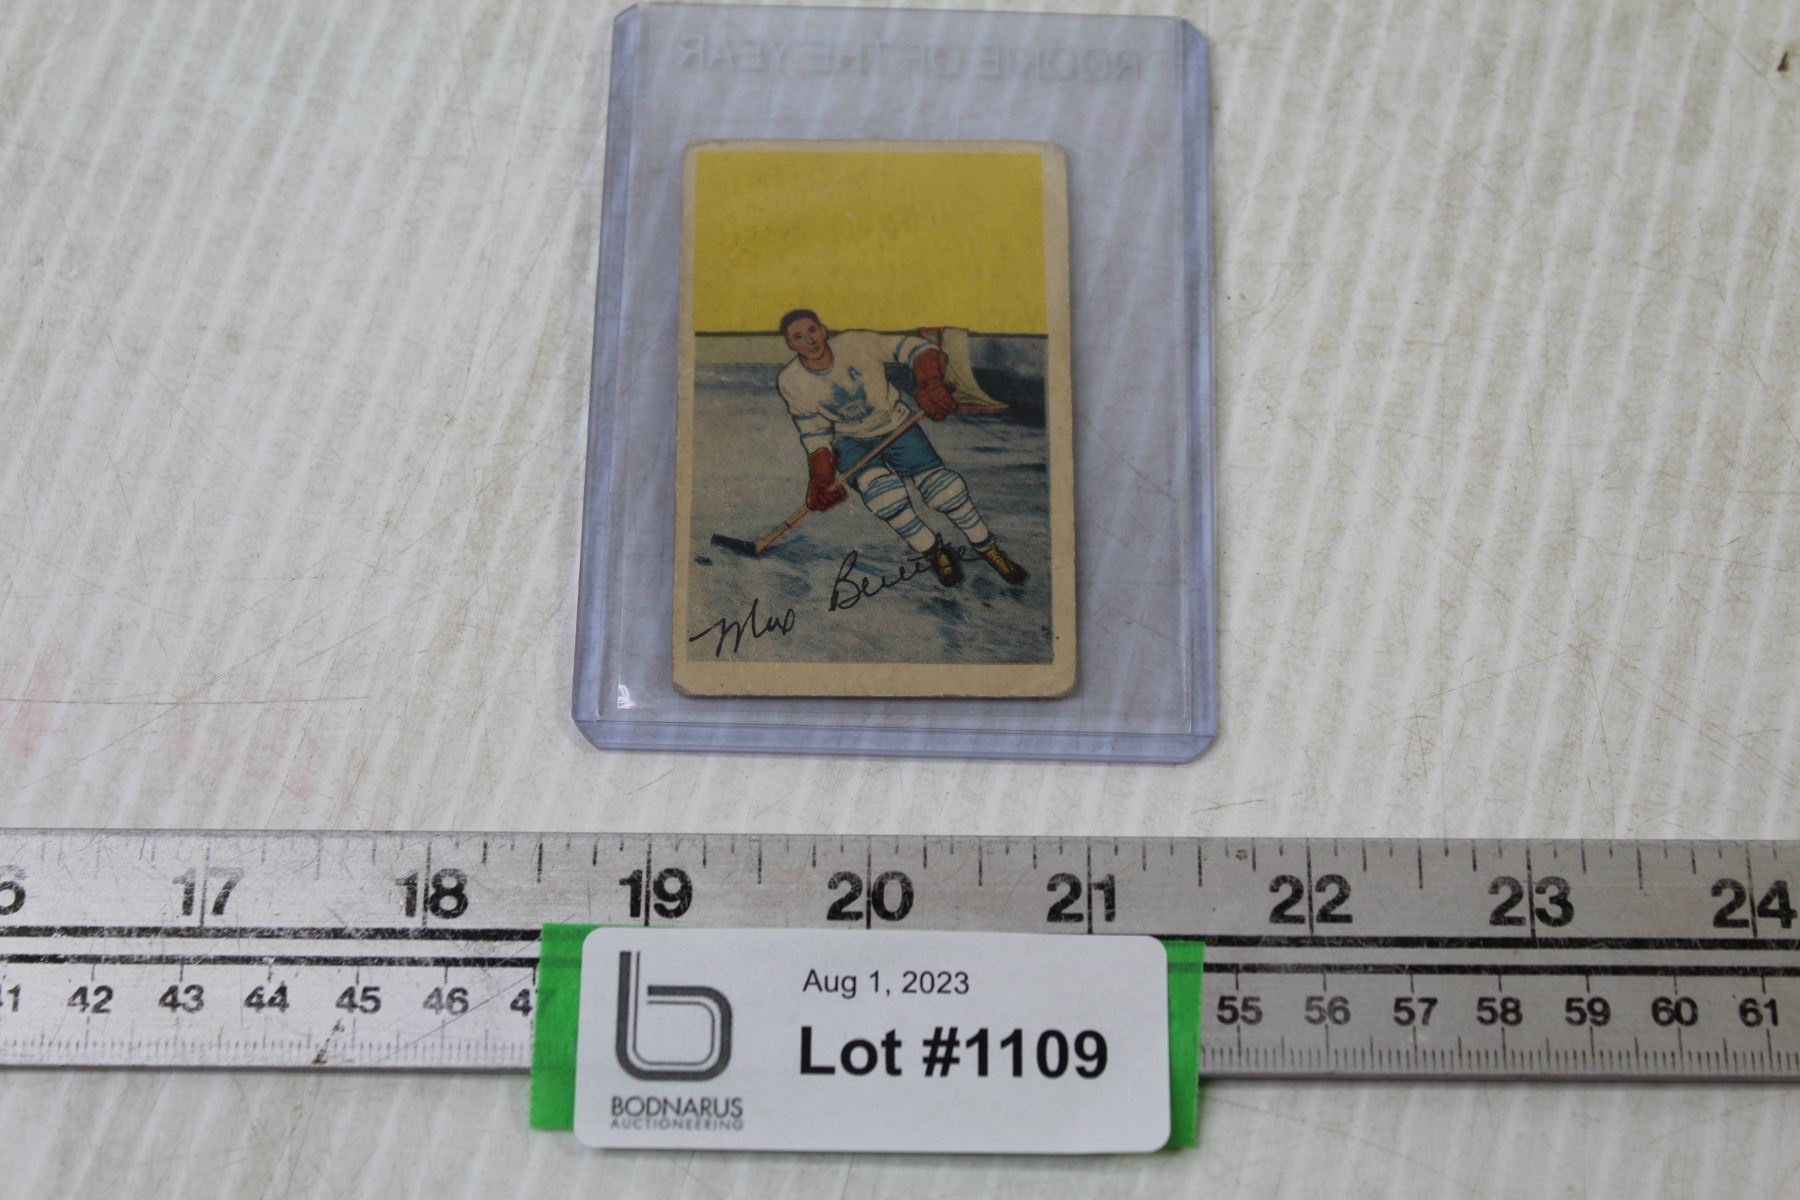 ROOKIE OF THE YEAR
A
Max Bentley
17 18 19 20 21 22 23 24
42 43 44 45 46 47 55 56 57 58 59 60 61
Aug 1, 2023
Lot #1109
BODNARUS
AUCTIONEERING